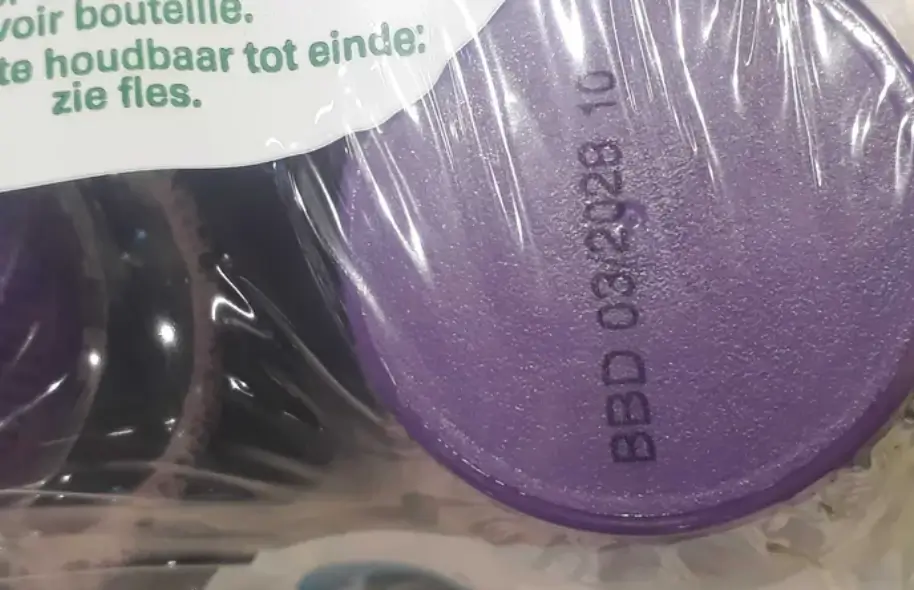 voir bouteille.
te houdbaar tot einde:
zie fles.
BBD 03/2028 10